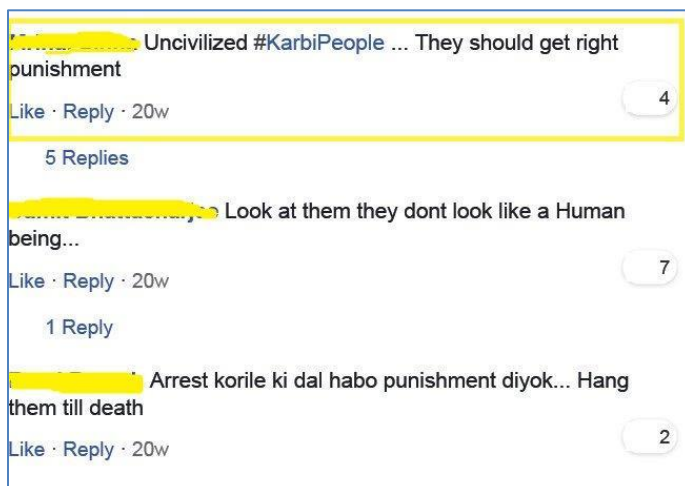 Uncivilized #KarbiPeople ... They should get right
punishment
Like · Reply · 20w
4
5 Replies
Look at them they dont look like a Human
being...
Like · Reply · 20w
7
1 Reply
Arrest korile ki dal habo punishment diyok... Hang
them till death
Like · Reply · 20w
2